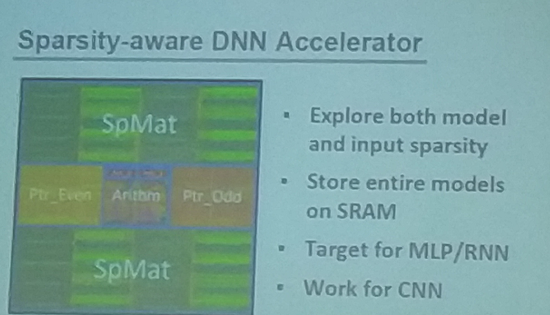 Sparsity-aware DNN Accelerator
SpMat
Ptr_Even
Arithm
Ptr_Odd
SpMat
▪ Explore both model
and input sparsity
▪ Store entire models
on SRAM
▪ Target for MLP/RNN
▪ Work for CNN